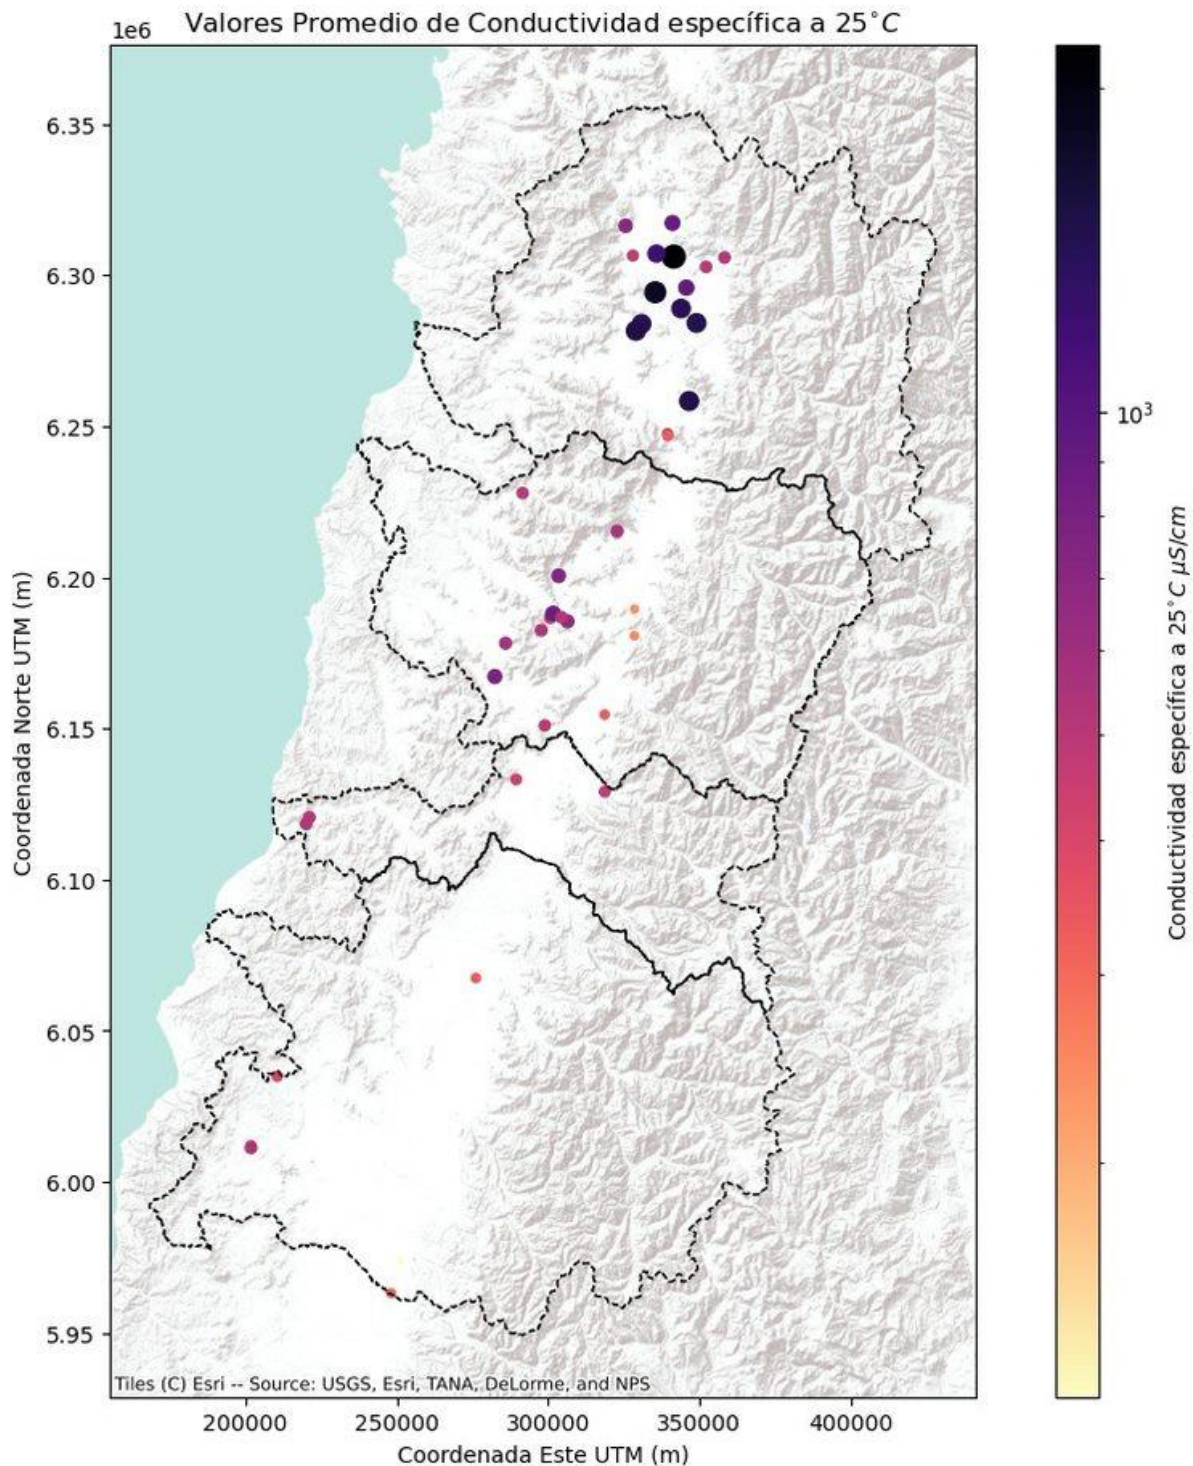 Valores Promedio de Conductividad específica a 25°C
1e6
6.35
6.30
6.25
6.20
6.15
6.10
6.05
6.00
5.95
Coordenada Norte UTM (m)
Tiles (C) Esri -- Source: USGS, Esri, TANA, DeLorme, and NPS
200000 250000 300000 350000 400000
Coordenada Este UTM (m)
10³
Conductividad específica a 25°C μS/cm